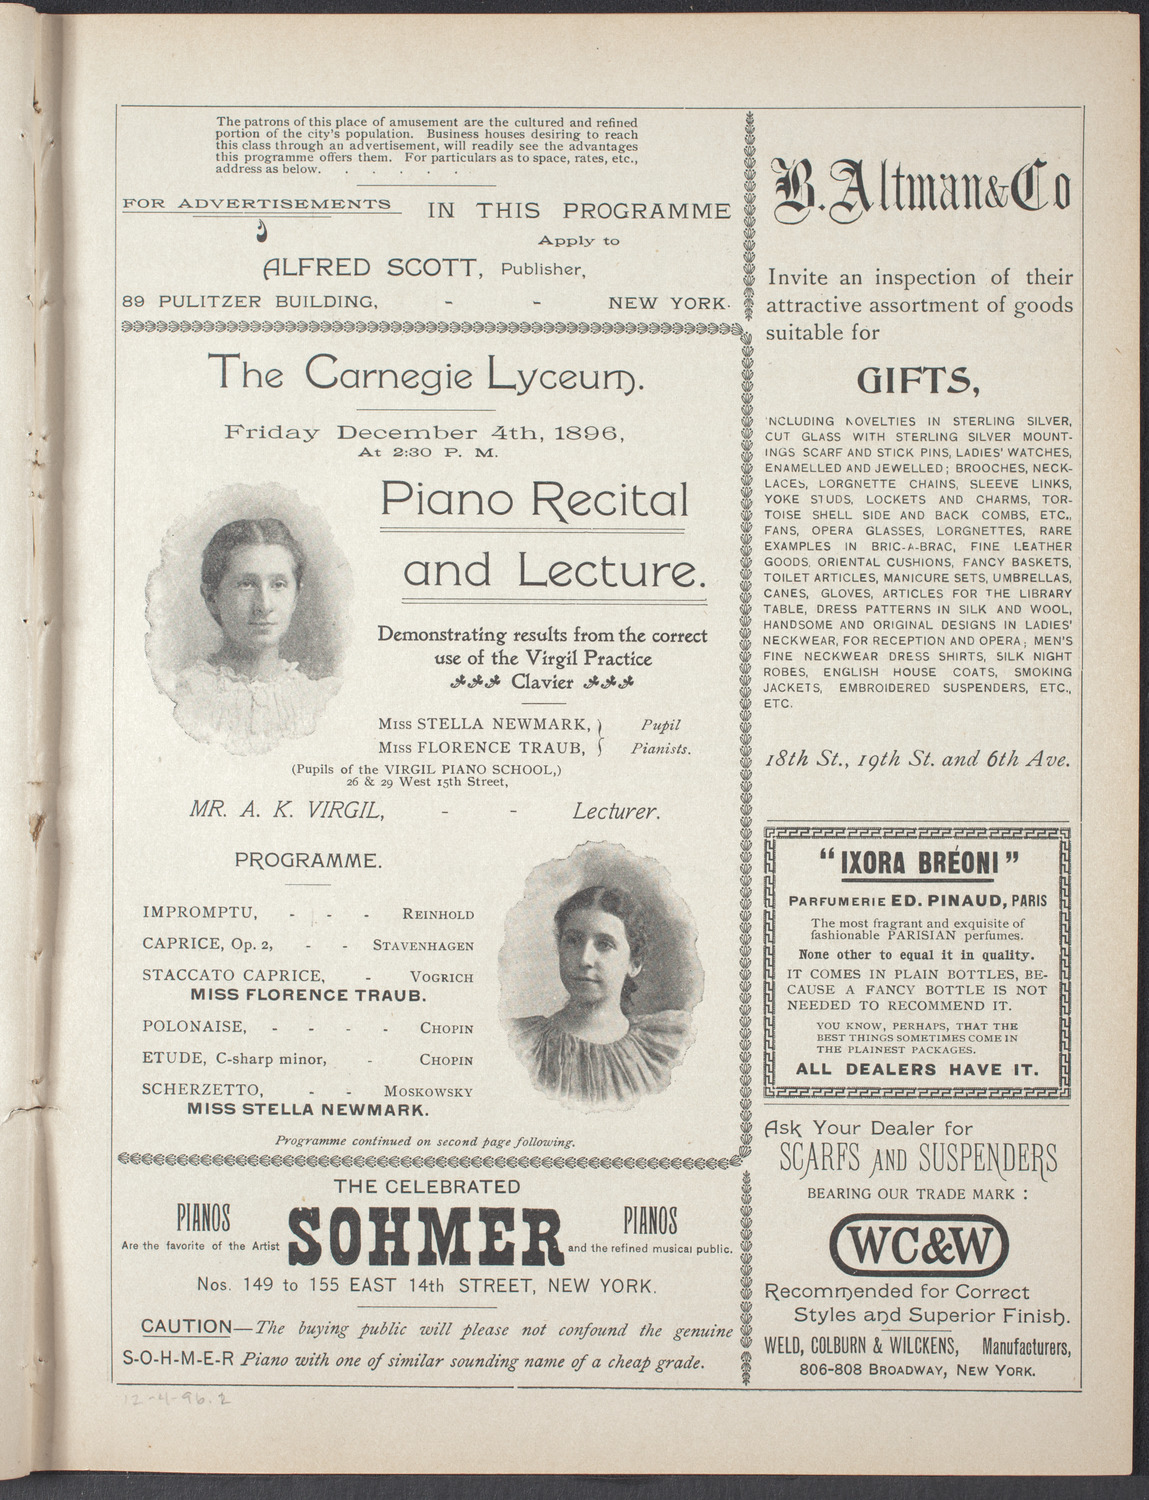 The patrons of this place of amusement are the cultured and refined
portion of the city's population. Business houses desiring to reach
this class through an advertisement, will readily see the advantages
this programme offers them. For particulars as to space, rates, etc.,
address as below. . . . . .
FOR ADVERTISEMENTS IN THIS PROGRAMME
Apply to
ALFRED SCOTT, Publisher,
89 PULITZER BUILDING, - - NEW YORK.
The Carnegie Lyceum.
Friday December 4th, 1896,
At 2:30 P. M.
Piano Recital
and Lecture.
Demonstrating results from the correct
use of the Virgil Practice
Clavier
Miss STELLA NEWMARK, } Pupil
Miss FLORENCE TRAUB, { Pianists.
(Pupils of the VIRGIL PIANO SCHOOL,)
26 & 29 West 15th Street,
MR. A. K. VIRGIL, - - Lecturer.
PROGRAMME.
IMPROMPTU, - - - REINHOLD
CAPRICE, Op. 2, - - STAVENHAGEN
STACCATO CAPRICE, - VOGRICH
MISS FLORENCE TRAUB.
POLONAISE, - - - - CHOPIN
ETUDE, C-sharp minor, - CHOPIN
SCHERZETTO, - - MOSKOWSKY
MISS STELLA NEWMARK.
Programme continued on second page following.
THE CELEBRATED
PIANOS SOHMER PIANOS
Are the favorite of the Artist and the refined musical public.
Nos. 149 to 155 EAST 14th STREET, NEW YORK.
CAUTION—The buying public will please not confound the genuine
S-O-H-M-E-R Piano with one of similar sounding name of a cheap grade.
12-4-96.2
B. Altman & Co
Invite an inspection of their
attractive assortment of goods
suitable for
GIFTS,
INCLUDING NOVELTIES IN STERLING SILVER,
CUT GLASS WITH STERLING SILVER MOUNT-
INGS SCARF AND STICK PINS, LADIES' WATCHES,
ENAMELLED AND JEWELLED; BROOCHES, NECK-
LACES, LORGNETTE CHAINS, SLEEVE LINKS,
YOKE STUDS, LOCKETS AND CHARMS, TOR-
TOISE SHELL SIDE AND BACK COMBS, ETC.,
FANS, OPERA GLASSES, LORGNETTES, RARE
EXAMPLES IN BRIC-A-BRAC, FINE LEATHER
GOODS, ORIENTAL CUSHIONS, FANCY BASKETS,
TOILET ARTICLES, MANICURE SETS, UMBRELLAS,
CANES, GLOVES, ARTICLES FOR THE LIBRARY
TABLE, DRESS PATTERNS IN SILK AND WOOL,
HANDSOME AND ORIGINAL DESIGNS IN LADIES'
NECKWEAR, FOR RECEPTION AND OPERA; MEN'S
FINE NECKWEAR DRESS SHIRTS, SILK NIGHT
ROBES, ENGLISH HOUSE COATS, SMOKING
JACKETS, EMBROIDERED SUSPENDERS, ETC.,
ETC.
18th St., 19th St. and 6th Ave.
"IXORA BRÉONI"
PARFUMERIE ED. PINAUD, PARIS
The most fragrant and exquisite of
fashionable PARISIAN perfumes.
None other to equal it in quality.
IT COMES IN PLAIN BOTTLES, BE-
CAUSE A FANCY BOTTLE IS NOT
NEEDED TO RECOMMEND IT.
YOU KNOW, PERHAPS, THAT THE
BEST THINGS SOMETIMES COME IN
THE PLAINEST PACKAGES.
ALL DEALERS HAVE IT.
Ask Your Dealer for
SCARFS AND SUSPENDERS
BEARING OUR TRADE MARK :
WC&W
Recommended for Correct
Styles and Superior Finish.
WELD, COLBURN & WILCKENS, Manufacturers,
806-808 BROADWAY, NEW YORK.